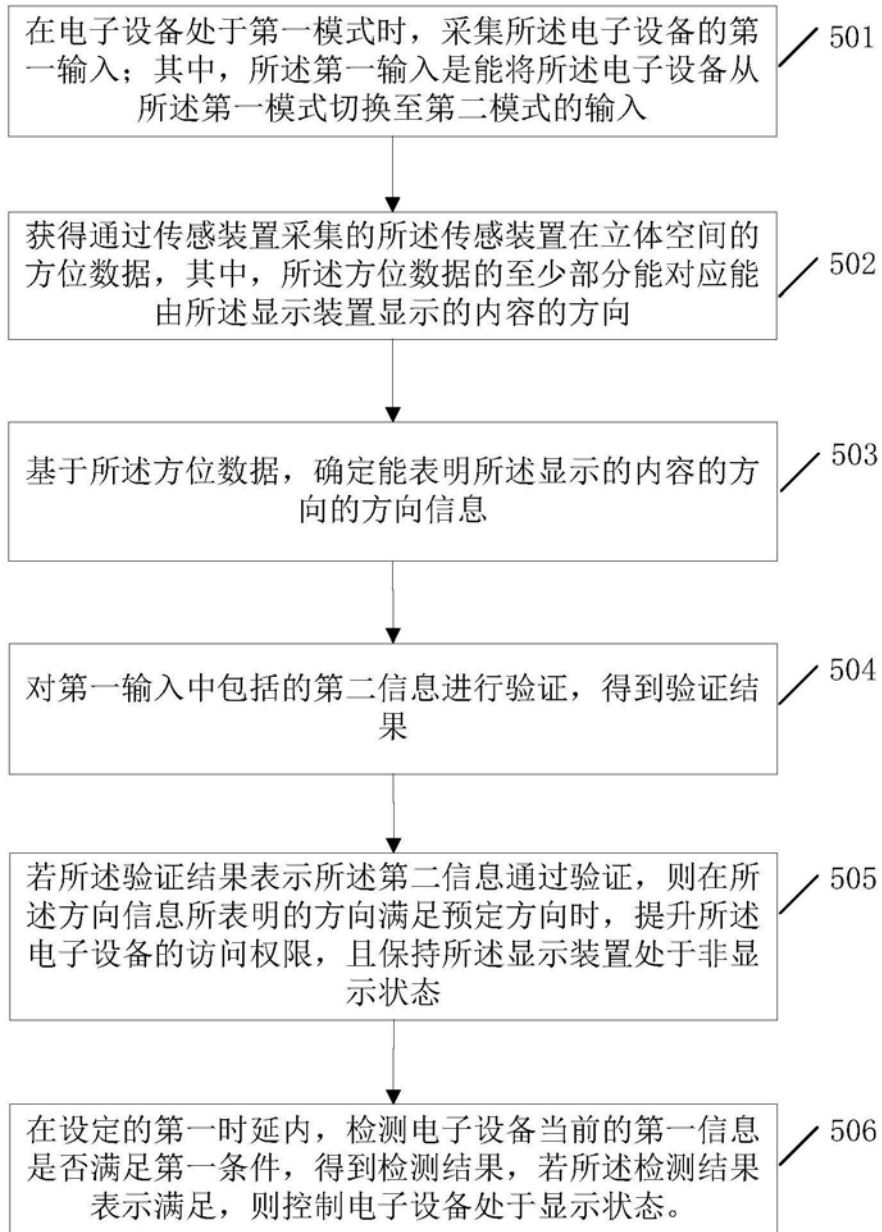 在电子设备处于第一模式时，采集所述电子设备的第
一输入；其中，所述第一输入是能将所述电子设备从
所述第一模式切换至第二模式的输入
501
获得通过传感装置采集的所述传感装置在立体空间的
方位数据，其中，所述方位数据的至少部分能对应能
由所述显示装置显示的内容的方向
502
基于所述方位数据，确定能表明所述显示的内容的方
向的方向信息
503
对第一输入中包括的第二信息进行验证，得到验证结
果
504
若所述验证结果表示所述第二信息通过验证，则在所
述方向信息所表明的方向满足预定方向时，提升所述
电子设备的访问权限，且保持所述显示装置处于非显
示状态
505
在设定的第一时延内，检测电子设备当前的第一信息
是否满足第一条件，得到检测结果，若所述检测结果
表示满足，则控制电子设备处于显示状态。
506